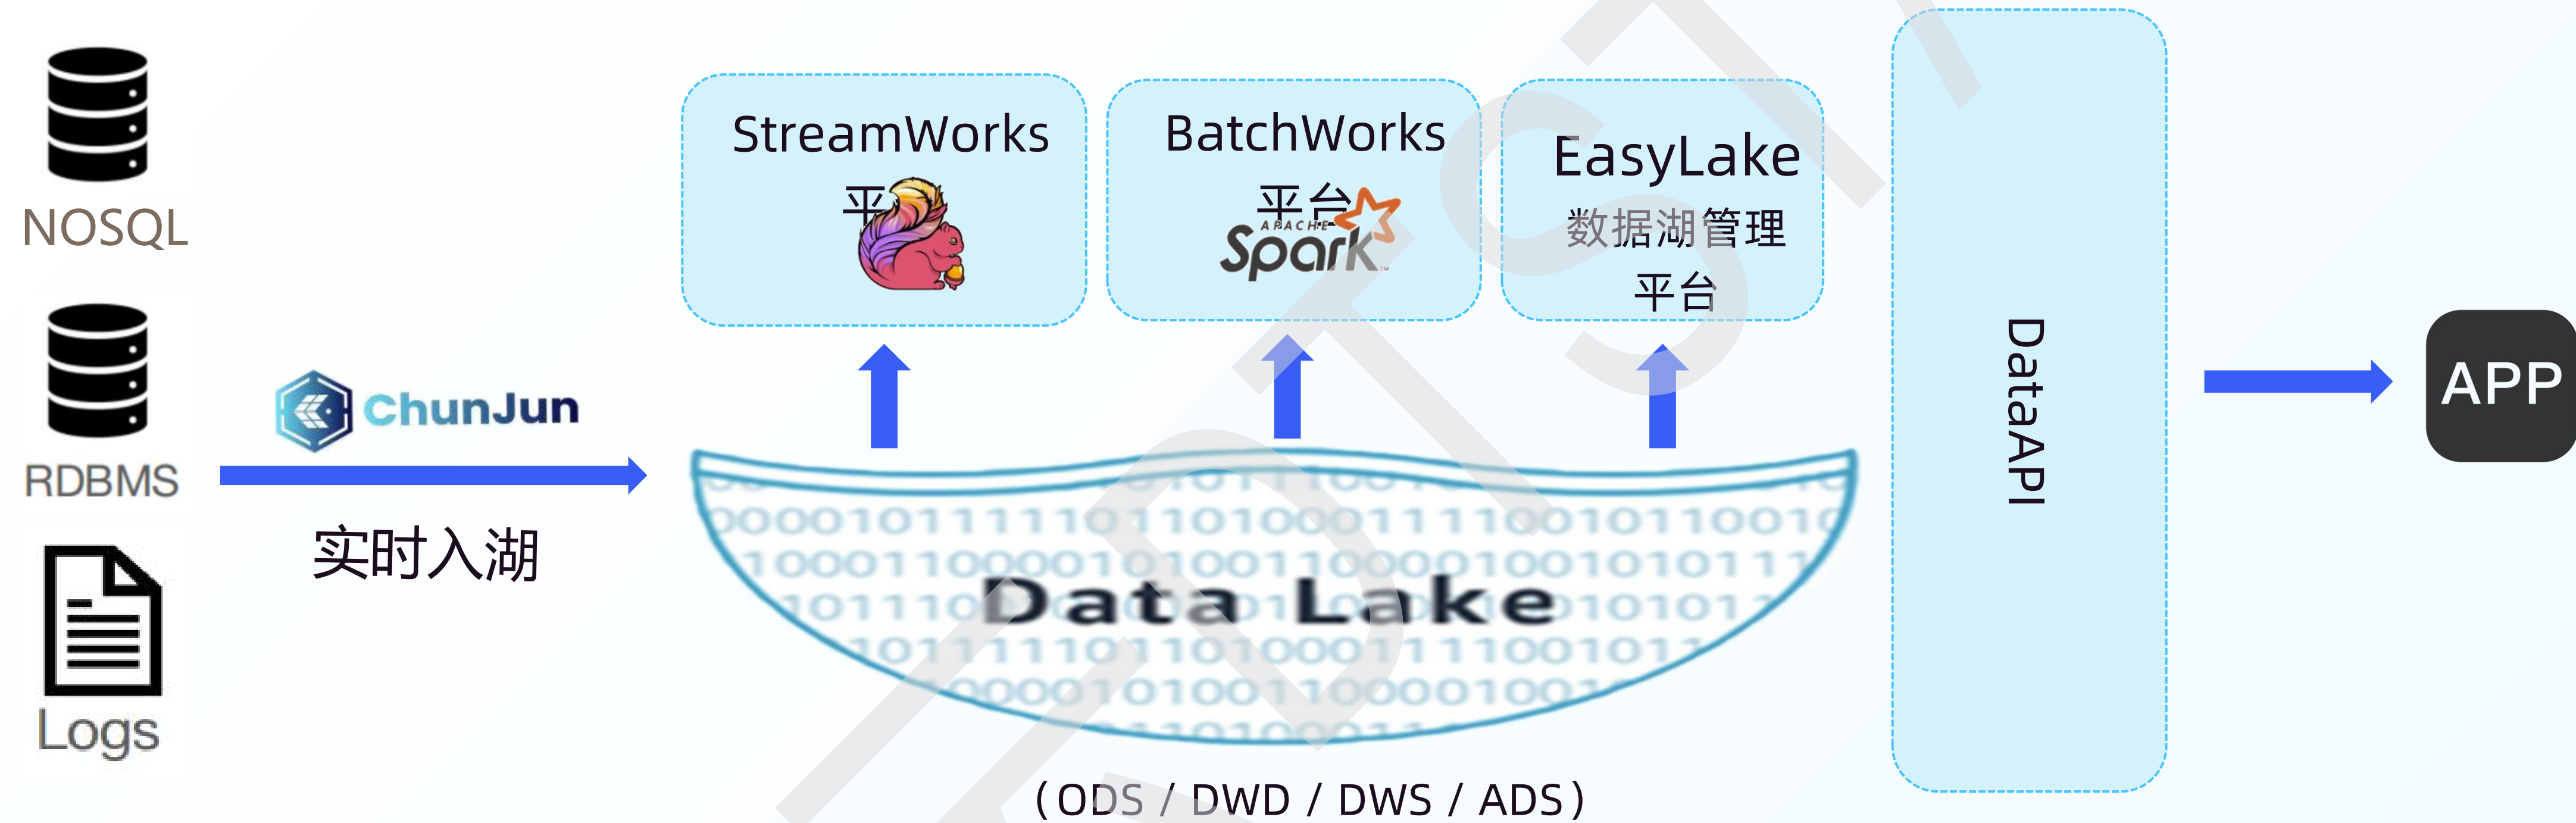 NOSQL
RDBMS
Logs
ChunJun
实时入湖
StreamWorks
平
BatchWorks
平台
APACHE
Spark
EasyLake
数据湖管理
平台
Data Lake
（ODS / DWD / DWS / ADS）
DataAPI
APP